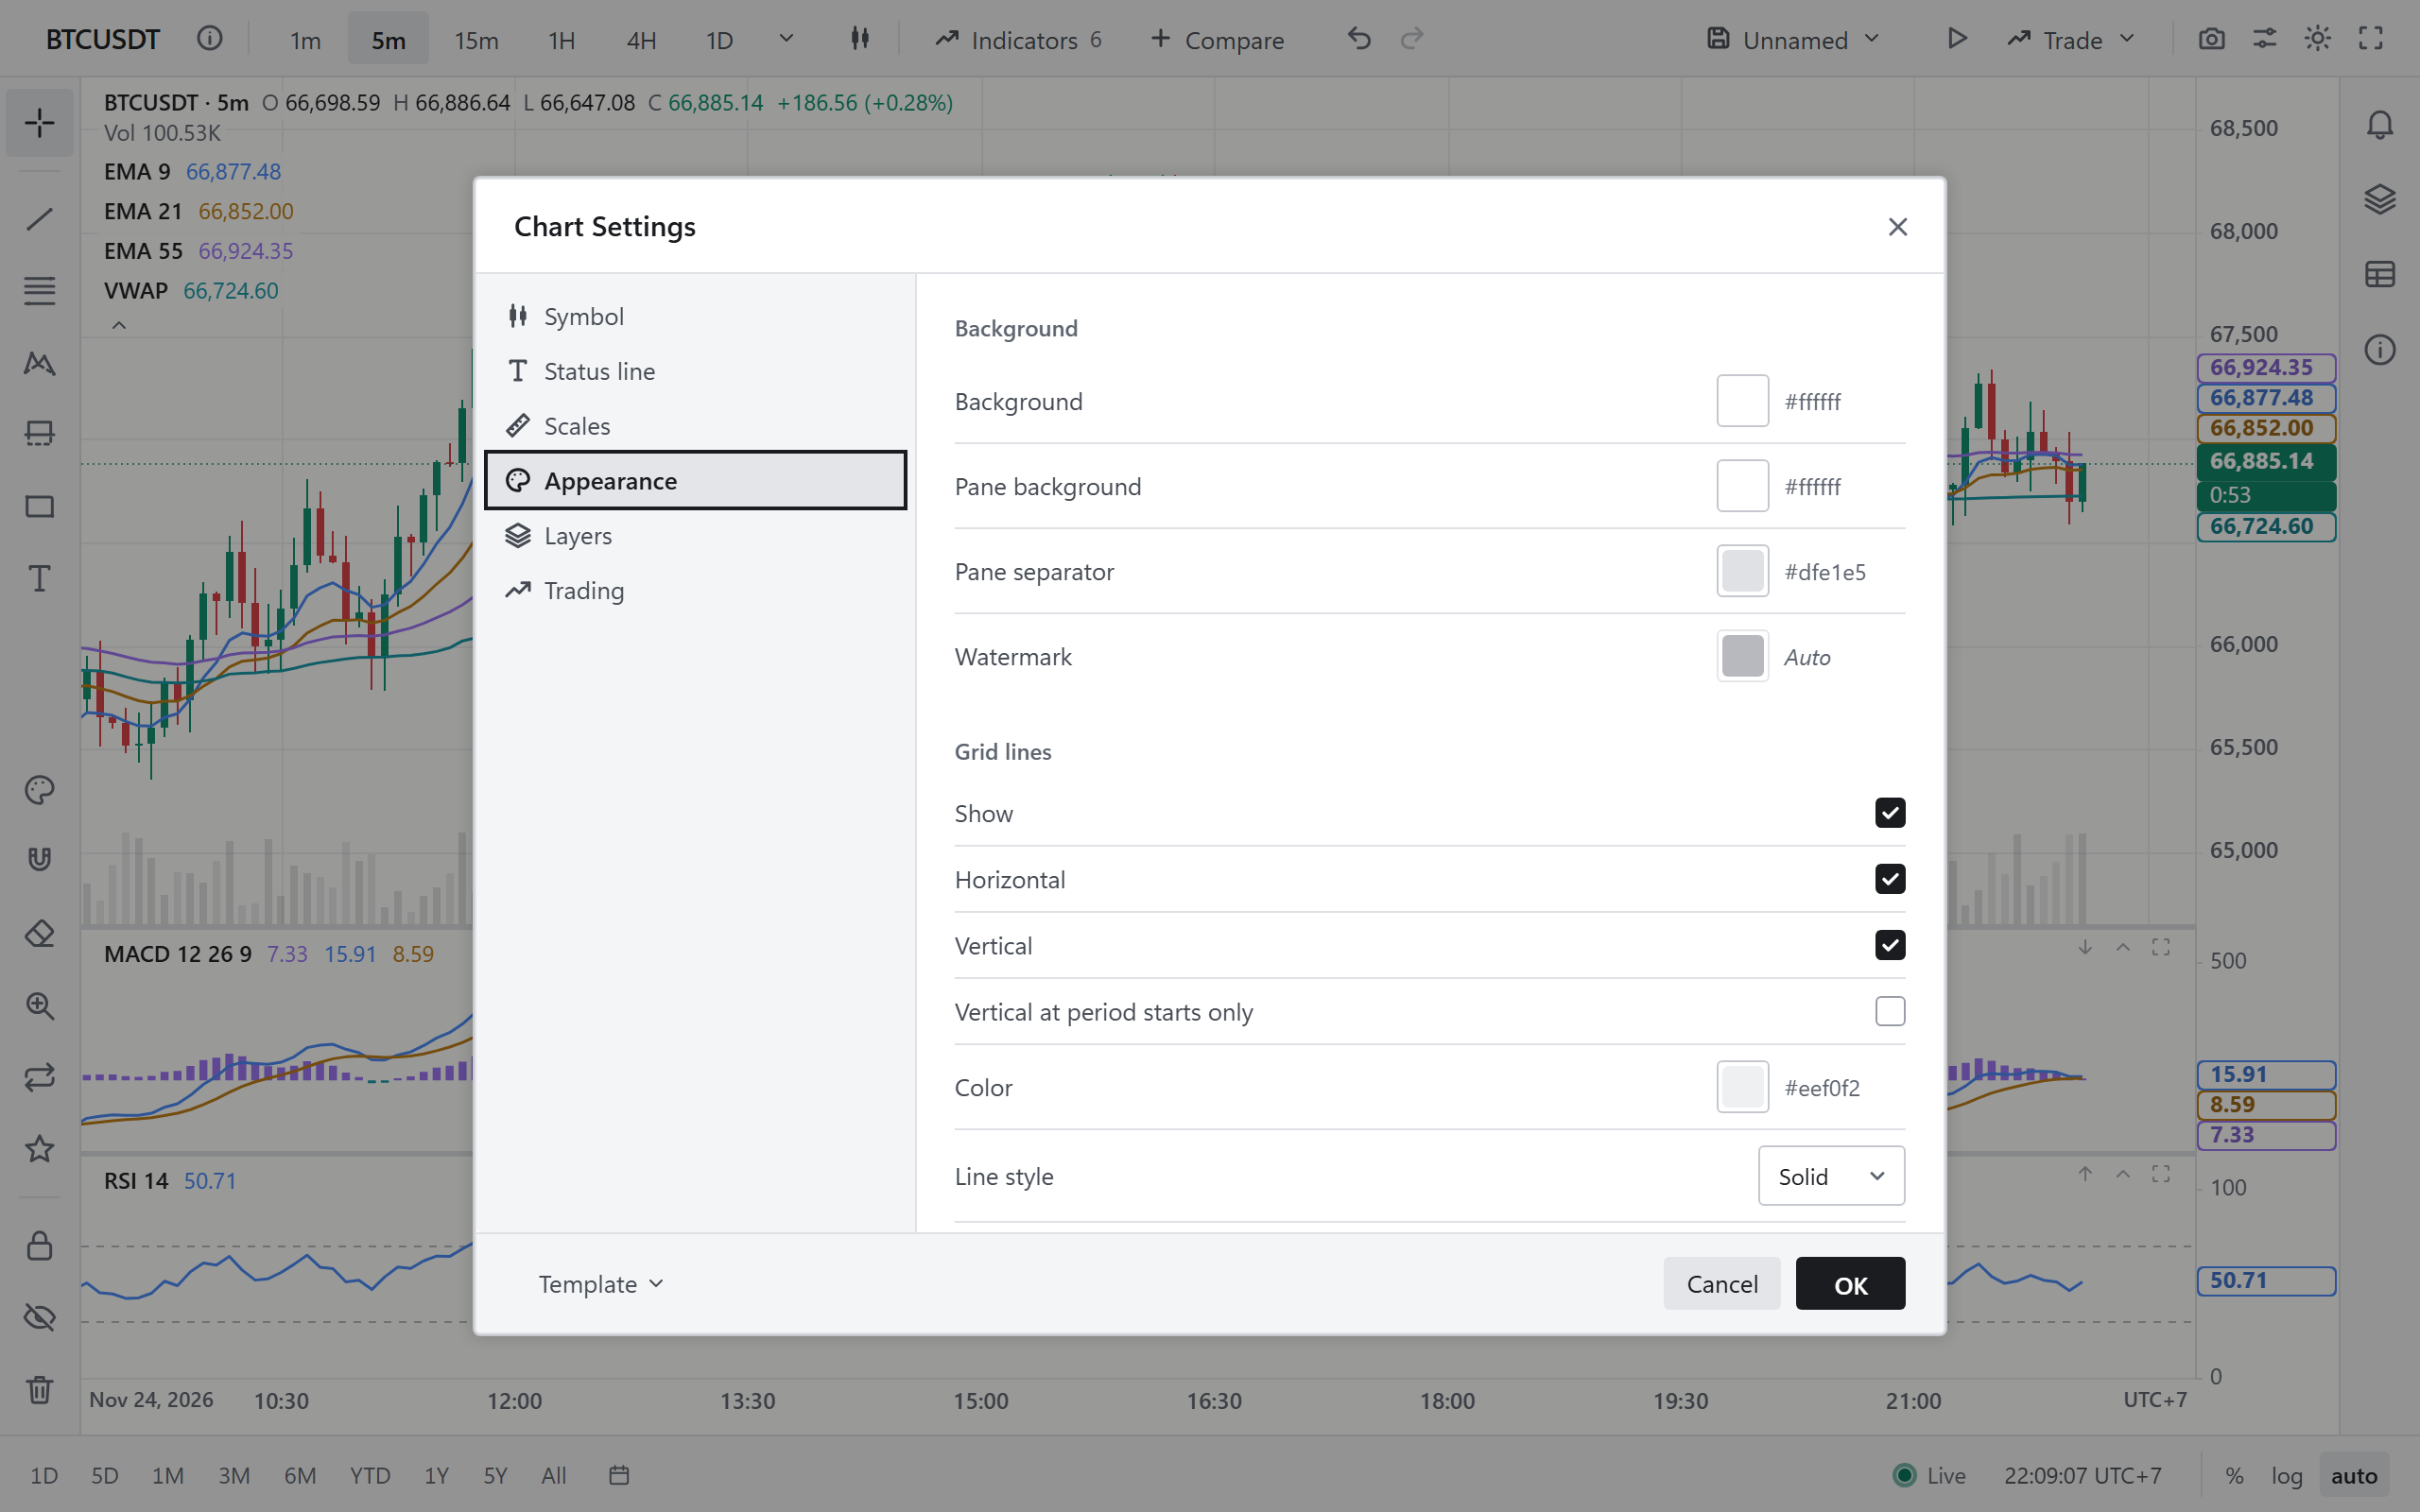 BTCUSDT 1m 5m 15m 1H 4H 1D Indicators 6 Compare Unnamed Trade
BTCUSDT · 5m O 66,698.59 H 66,886.64 L 66,647.08 C 66,885.14 +186.56 (+0.28%)
Vol 100.53K
EMA 9 66,877.48
EMA 21 66,852.00
EMA 55 66,924.35
VWAP 66,724.60
Chart Settings
Symbol
Status line
Scales
Appearance
Layers
Trading
Background
Background #ffffff
Pane background #ffffff
Pane separator #dfe1e5
Watermark Auto
Grid lines
Show
Horizontal
Vertical
Vertical at period starts only
Color #eef0f2
Line style Solid
Template Cancel OK
68,500
68,000
67,500
66,924.35
66,877.48
66,852.00
66,885.14
0:53
66,724.60
66,000
65,500
65,000
MACD 12 26 9 7.33 15.91 8.59
500
15.91
8.59
7.33
RSI 14 50.71
100
50.71
0
Nov 24, 2026 10:30 12:00 13:30 15:00 16:30 18:00 19:30 21:00 UTC+7
1D 5D 1M 3M 6M YTD 1Y 5Y All Live 22:09:07 UTC+7 % log auto